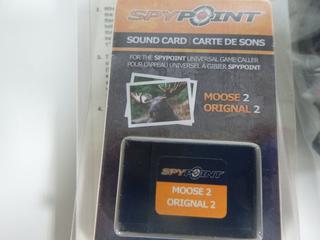 SPYPOINT
SOUND CARD | CARTE DE SONS
FOR THE SPYPOINT UNIVERSAL GAME CALLER
POUR L'APPEAU UNIVERSEL À GIBIER SPYPOINT
MOOSE 2
ORIGNAL 2
SPYPOINT
MOOSE 2
ORIGNAL 2